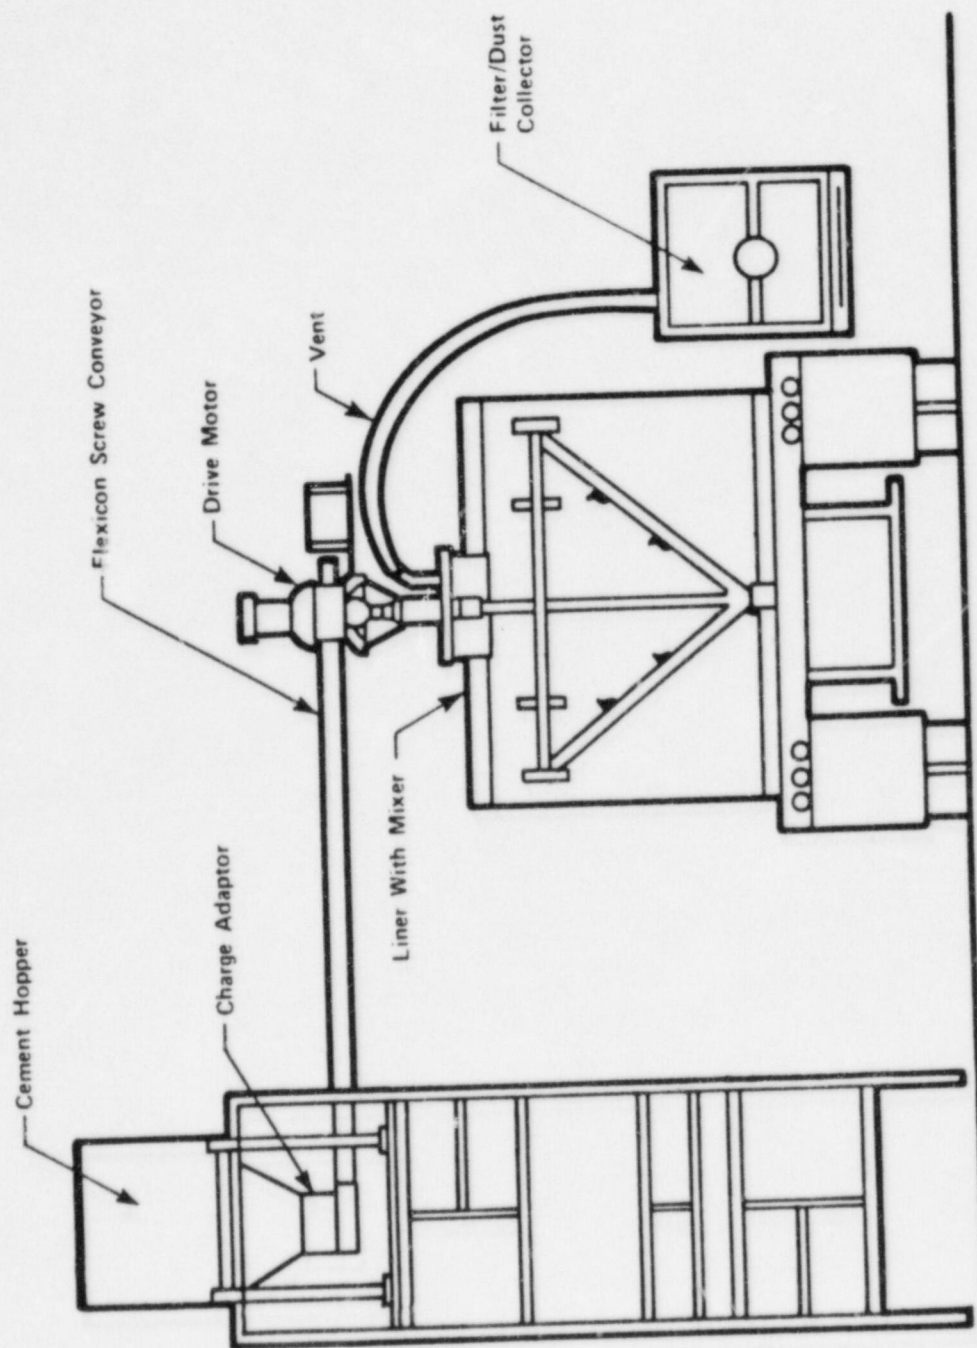 Cement Hopper
Charge Adaptor
Flexicon Screw Conveyor
Drive Motor
Vent
Liner With Mixer
Filter/Dust
Collector